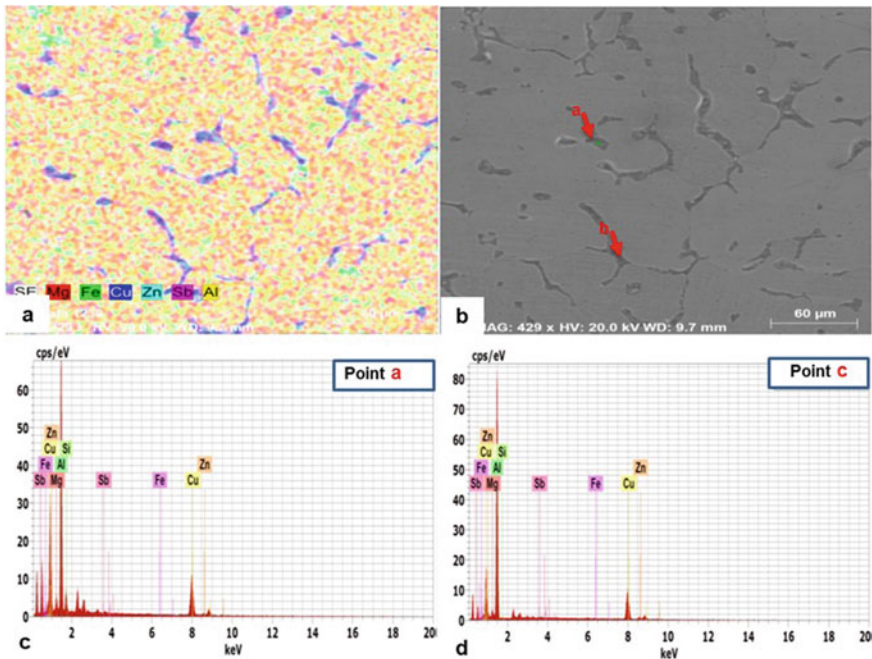 a
b
SE Mg Fe Cu Zn Sb Al
a
b
MAG: 429 x HV: 20.0 kV WD: 9.7 mm
60 µm
cps/eV
Point a
60
50
40
30
20
10
0
Zn
Cu Si
Fe Al
Sb Mg Sb Fe Cu
Zn
2 4 6 8 10 12 14 16 18 20
keV
c
cps/eV
Point c
80
70
60
50
40
30
20
10
0
Zn
Cu Si
Fe Al
Sb Mg Sb Fe Cu
Zn
2 4 6 8 10 12 14 16 18 20
keV
d